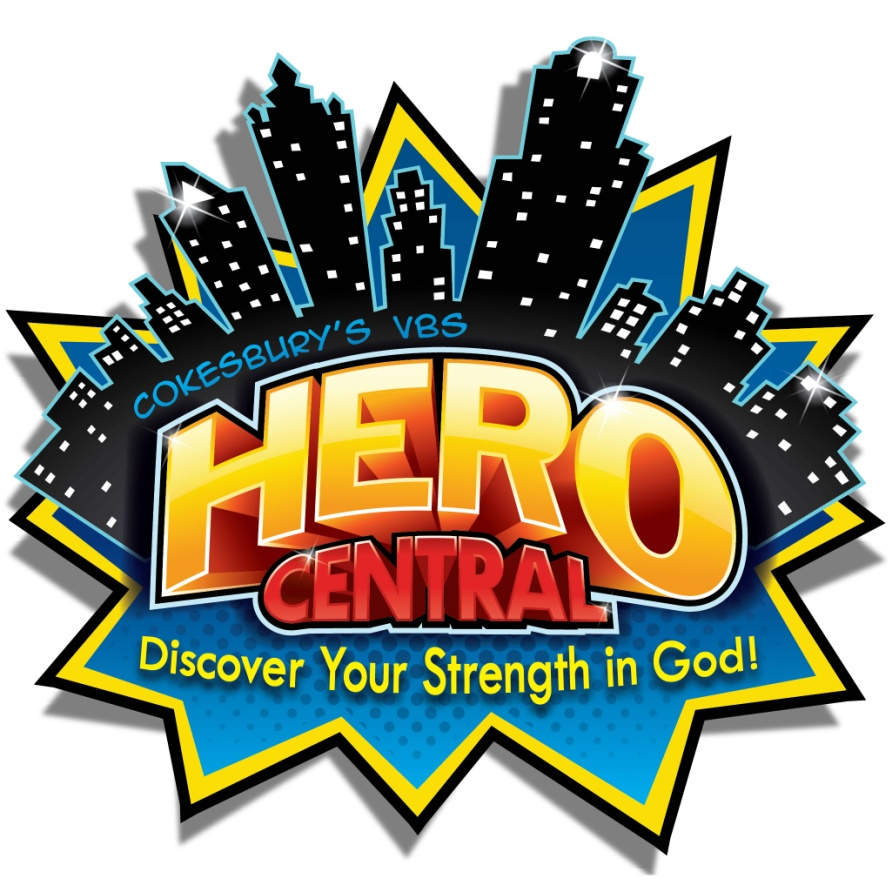 COKESBURY'S VBS
HERO
CENTRAL
Discover Your Strength in God!